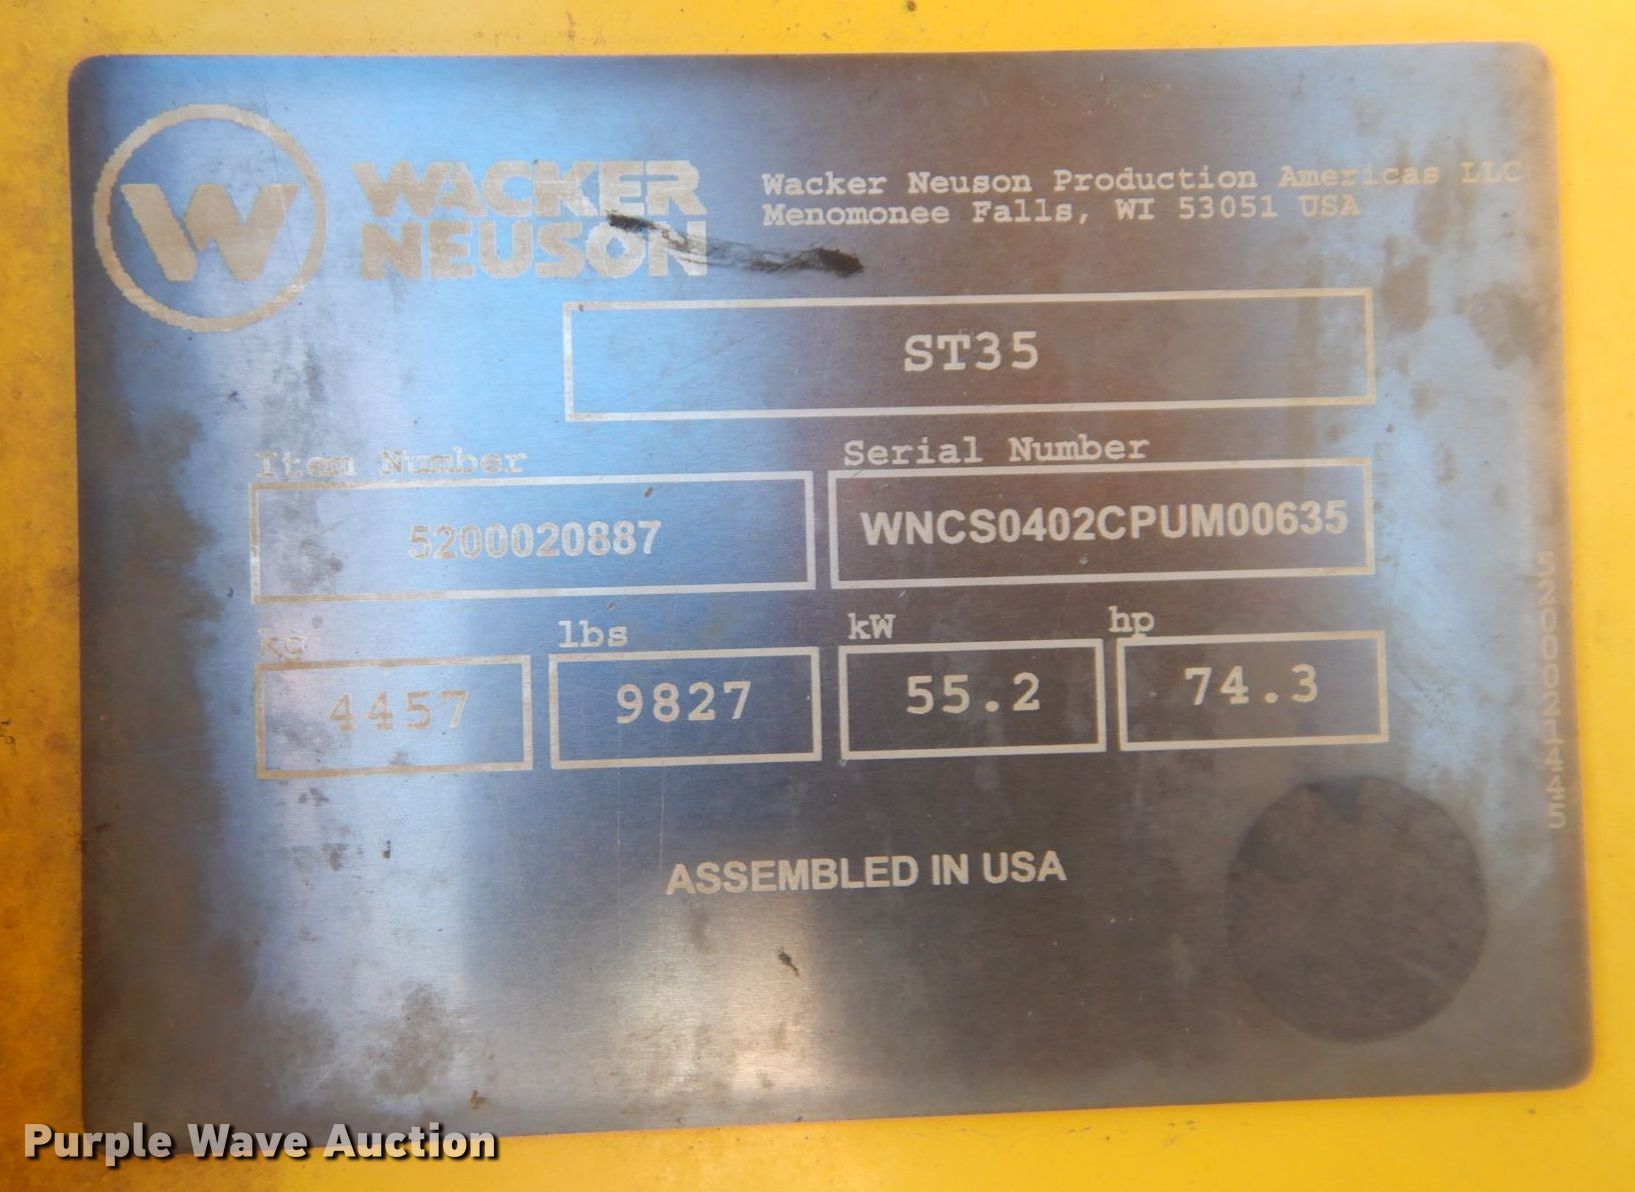 W
WACKER
NEUSON
Wacker Neuson Production Americas LLC
Menomonee Falls, WI 53051 USA
ST35
Item Number
5200020887
Serial Number
WNCS0402CPUM00635
kg
4457
lbs
9827
kW
55.2
hp
74.3
ASSEMBLED IN USA
Purple Wave Auction